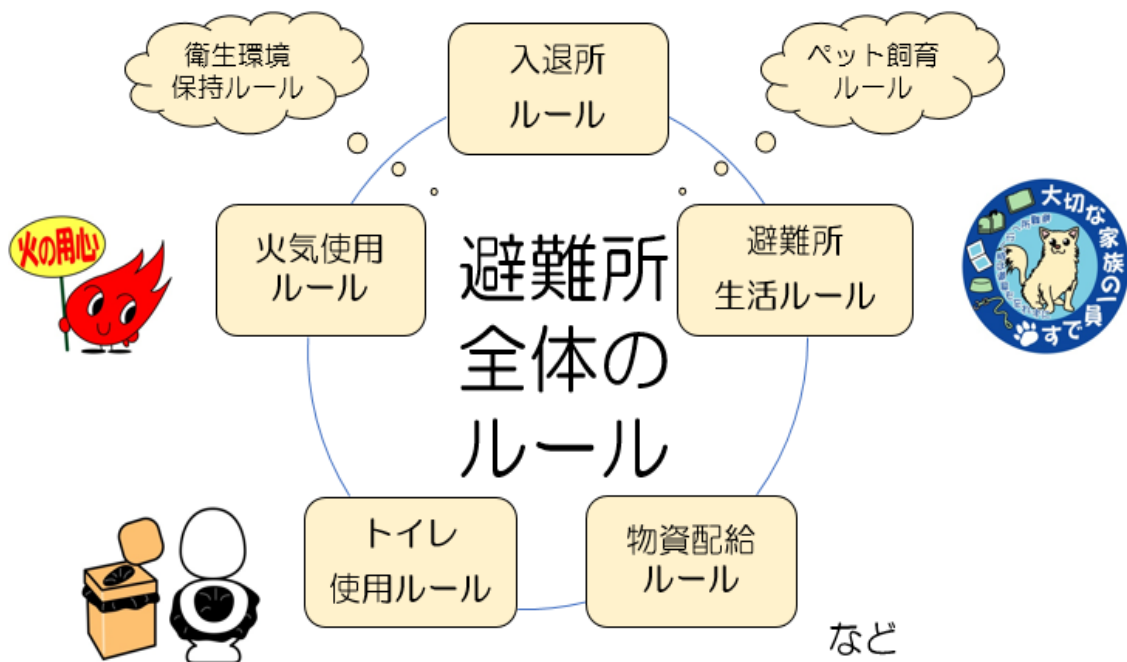 衛生環境
保持ルール
入退所
ルール
ペット飼育
ルール
火の用心
火気使用
ルール
避難所
全体の
ルール
避難所
生活ルール
大切な家族の一員です
トイレ
使用ルール
物資配給
ルール
など